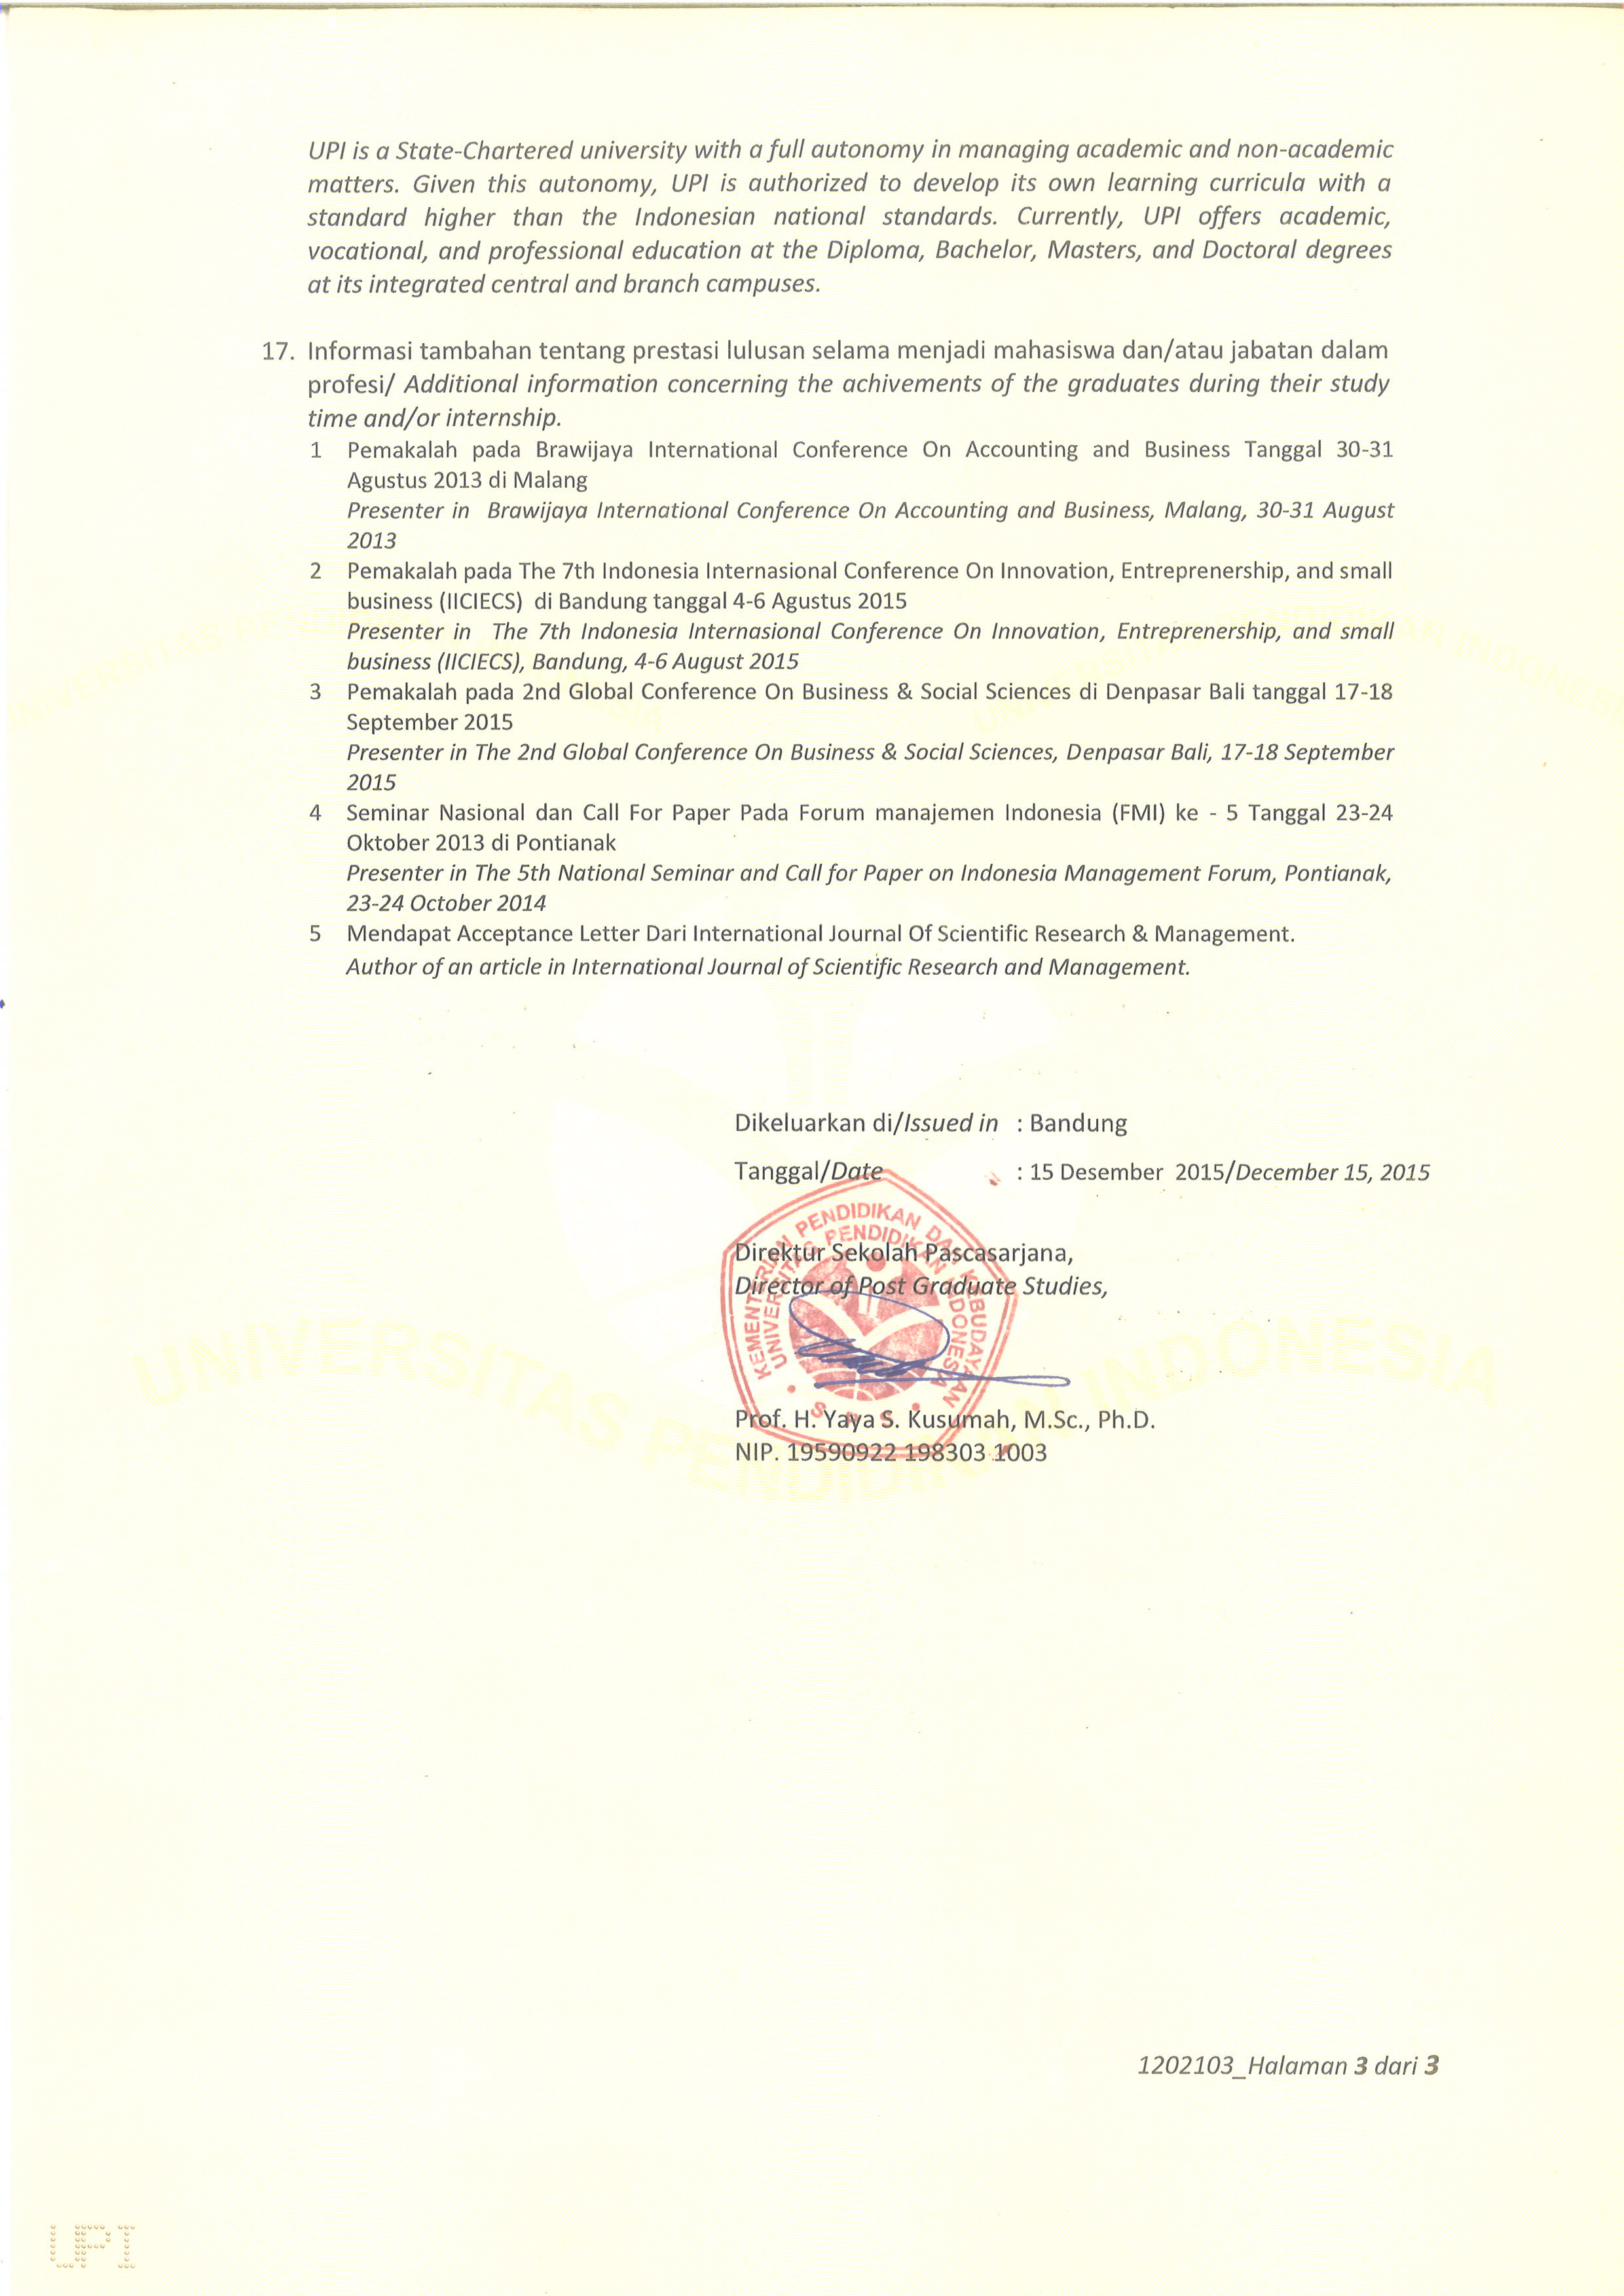 UPI is a State-Chartered university with a full autonomy in managing academic and non-academic
matters. Given this autonomy, UPI is authorized to develop its own learning curricula with a
standard higher than the Indonesian national standards. Currently, UPI offers academic,
vocational, and professional education at the Diploma, Bachelor, Masters, and Doctoral degrees
at its integrated central and branch campuses.
17. Informasi tambahan tentang prestasi lulusan selama menjadi mahasiswa dan/atau jabatan dalam
profesi/ Additional information concerning the achivements of the graduates during their study
time and/or internship.
1 Pemakalah pada Brawijaya International Conference On Accounting and Business Tanggal 30-31
Agustus 2013 di Malang
Presenter in Brawijaya International Conference On Accounting and Business, Malang, 30-31 August
2013
2 Pemakalah pada The 7th Indonesia Internasional Conference On Innovation, Entreprenership, and small
business (IICIECS) di Bandung tanggal 4-6 Agustus 2015
Presenter in The 7th Indonesia Internasional Conference On Innovation, Entreprenership, and small
business (IICIECS), Bandung, 4-6 August 2015
3 Pemakalah pada 2nd Global Conference On Business & Social Sciences di Denpasar Bali tanggal 17-18
September 2015
Presenter in The 2nd Global Conference On Business & Social Sciences, Denpasar Bali, 17-18 September
2015
4 Seminar Nasional dan Call For Paper Pada Forum manajemen Indonesia (FMI) ke - 5 Tanggal 23-24
Oktober 2013 di Pontianak
Presenter in The 5th National Seminar and Call for Paper on Indonesia Management Forum, Pontianak,
23-24 October 2014
5 Mendapat Acceptance Letter Dari International Journal Of Scientific Research & Management.
Author of an article in International Journal of Scientific Research and Management.
Dikeluarkan di/Issued in : Bandung
Tanggal/Date : 15 Desember 2015/December 15, 2015
KEMENTERIAN PENDIDIKAN DAN KEBUDAYAAN
UNIVERSITAS PENDIDIKAN INDONESIA
Direktur Sekolah Pascasarjana,
Director of Post Graduate Studies,
Prof. H. Yaya S. Kusumah, M.Sc., Ph.D.
NIP. 19590922 198303 1003
UNIVERSITAS PENDIDIKAN INDONESIA
1202103_Halaman 3 dari 3
UPI